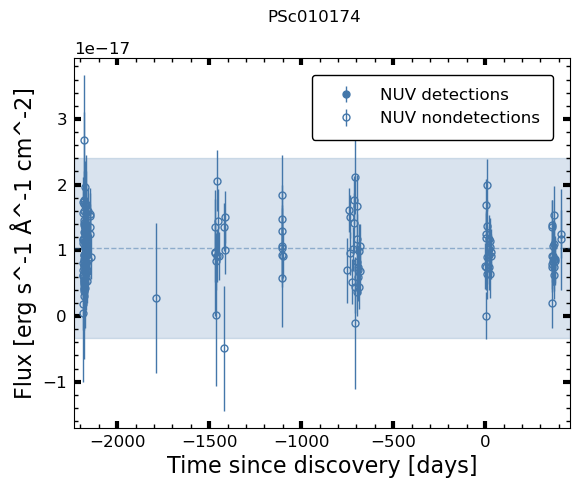 PSc010174
1e−17
Flux [erg s^-1 Å^-1 cm^-2]
3
2
1
0
−1
NUV detections
NUV nondetections
−2000 −1500 −1000 −500 0
Time since discovery [days]